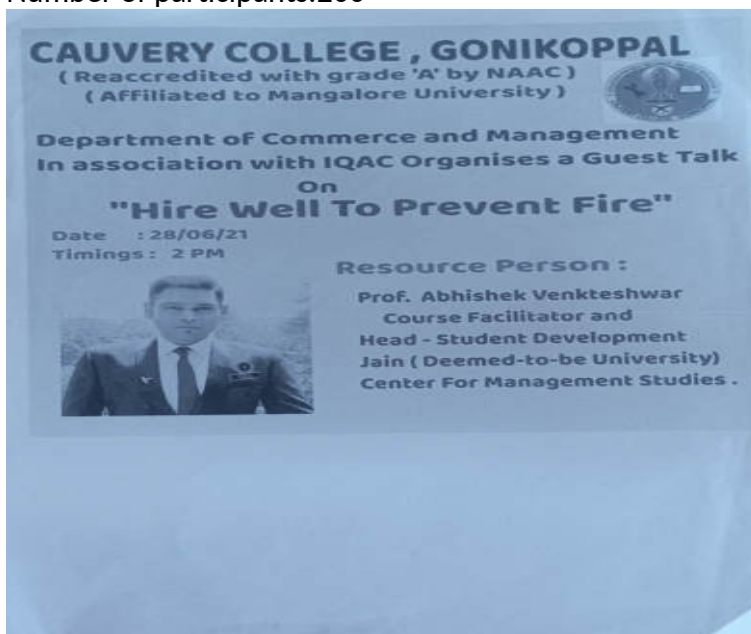 CAUVERY COLLEGE , GONIKOPPAL
( Reaccredited with grade 'A' by NAAC )
( AFfiliated to Mangalore University )
Department of Commerce and Management
In association with IQAC Organises a Guest Talk
On
"Hire Well To Prevent Fire"
Date : 28/06/21
Timings : 2 PM
Resource Person :
Prof. Abhishek Venkteshwar
Course Facilitator and
Head - Student Development
Jain ( Deemed-to-be University)
Center For Management Studies .